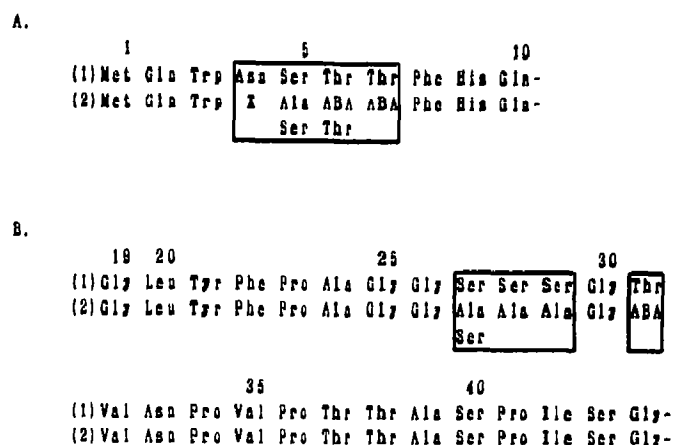 A.
1 5 10
(1)Met Gln Trp Asn Ser Thr Thr Phe His Gln-
(2)Met Gln Trp X Ala ABA ABA Phe His Gln-
Ser Thr
B.
19 20 25 30
(1)Gly Leu Tyr Phe Pro Ala Gly Gly Ser Ser Ser Gly Thr
(2)Gly Leu Tyr Phe Pro Ala Gly Gly Ala Ala Ala Gly ABA
Ser
35 40
(1)Val Asn Pro Val Pro Thr Thr Ala Ser Pro Ile Ser Gly-
(2)Val Asn Pro Val Pro Thr Thr Ala Ser Pro Ile Ser Gly-